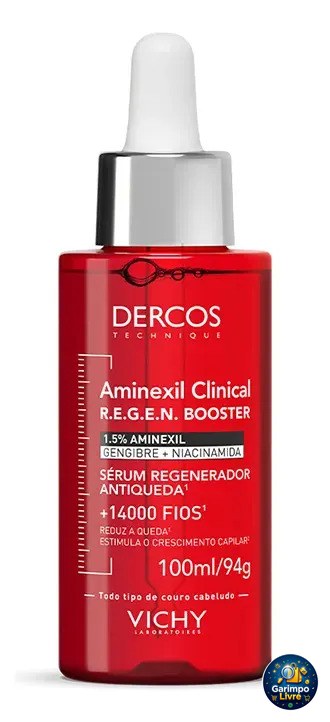 DERCOS
TECHNIQUE
Aminexil Clinical
R.E.G.E.N. BOOSTER
1.5% AMINEXIL
GENGIBRE + NIACINAMIDA
SÉRUM REGENERADOR
ANTIQUEDA¹
+14000 FIOS¹
REDUZ A QUEDA¹
ESTIMULA O CRESCIMENTO CAPILAR²
100ml/94g
Todo tipo de couro cabeludo
VICHY
LABORATOIRES
Garimpo
Livre